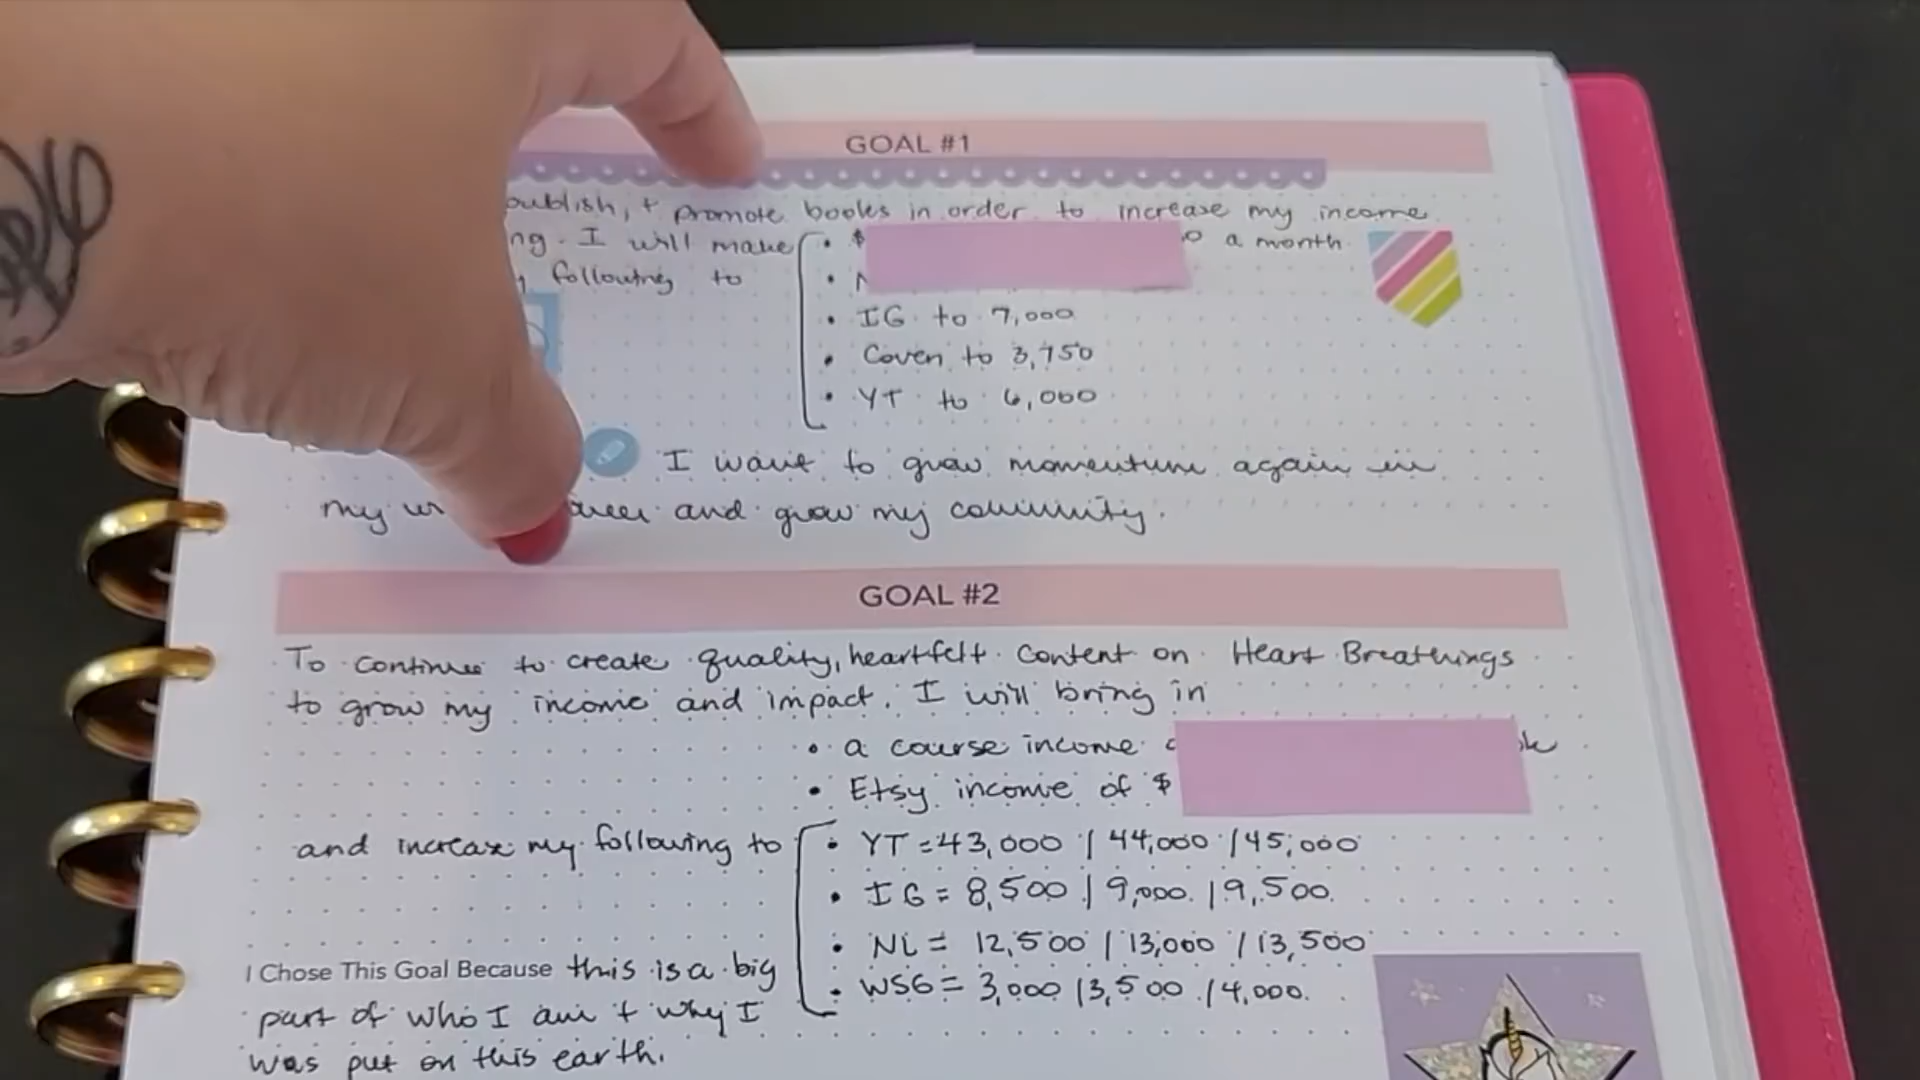 GOAL #1
publish, + promote books in order to increase my income
I will make
• $ a month
following to
•
• IG to 7,000
• Coven to 3,750
• YT to 6,000
I want to grow momentum again in
my and grow my community.
GOAL #2
To continue to create quality, heartfelt content on Heart Breathings
to grow my income and impact. I will bring in
• a course income
• Etsy income of $
and increase my following to
• YT = 43,000 / 44,000 / 45,000
• IG = 8,500 / 9,000 / 9,500
• NL = 12,500 / 13,000 / 13,500
• WSG = 3,000 / 3,500 / 4,000
I Chose This Goal Because this is a big
part of who I am + why I
was put on this earth.